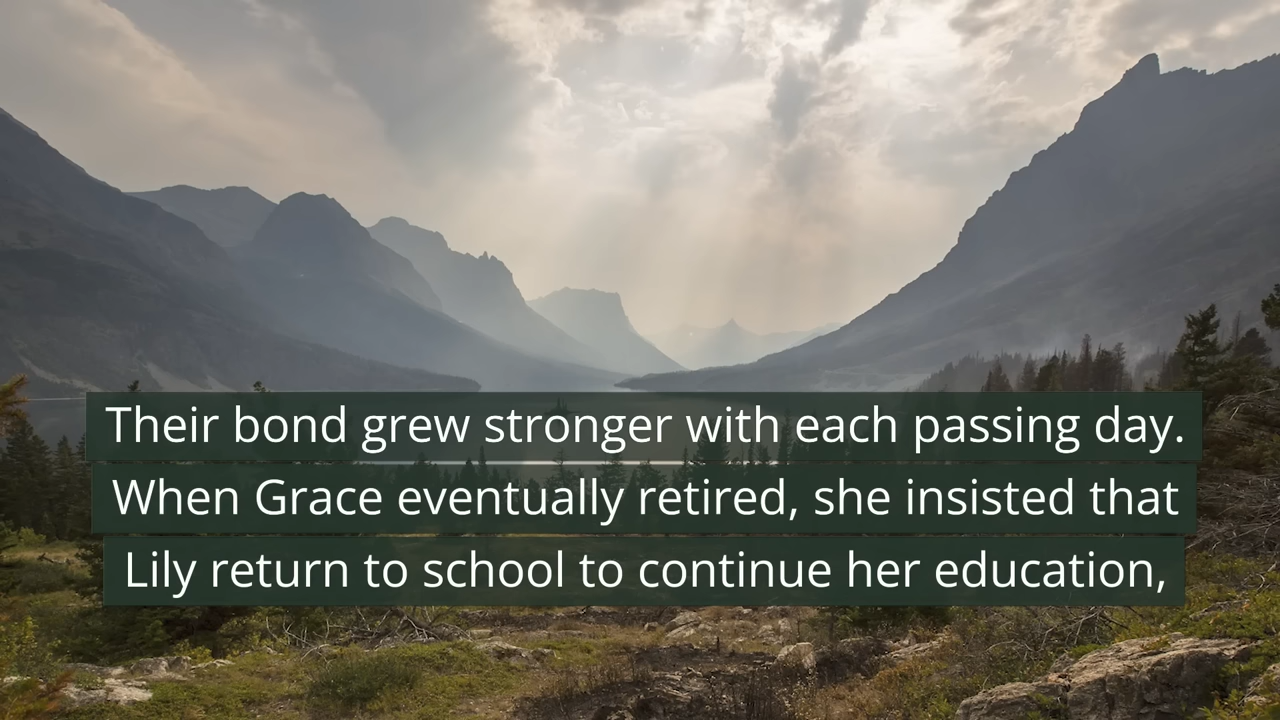 Their bond grew stronger with each passing day.
When Grace eventually retired, she insisted that
Lily return to school to continue her education,